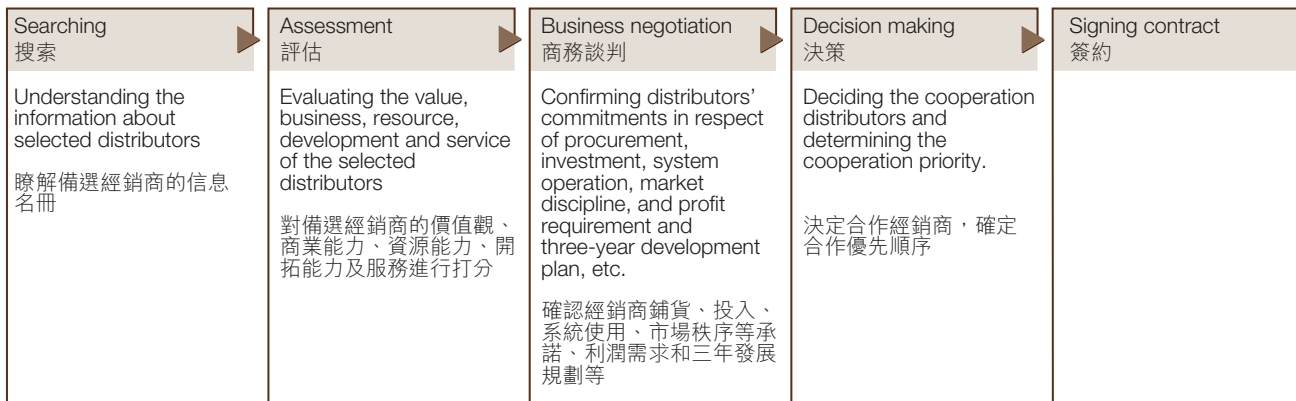 Searching
搜索
Understanding the
information about
selected distributors
瞭解備選經銷商的信息
名冊
Assessment
評估
Evaluating the value,
business, resource,
development and service
of the selected
distributors
對備選經銷商的價值觀、
商業能力、資源能力、開
拓能力及服務進行打分
Business negotiation
商務談判
Confirming distributors’
commitments in respect
of procurement,
investment, system
operation, market
discipline, and profit
requirement and
three-year development
plan, etc.
確認經銷商鋪貨、投入、
系統使用、市場秩序等承
諾、利潤需求和三年發展
規劃等
Decision making
決策
Deciding the cooperation
distributors and
determining the
cooperation priority.
決定合作經銷商，確定
合作優先順序
Signing contract
簽約